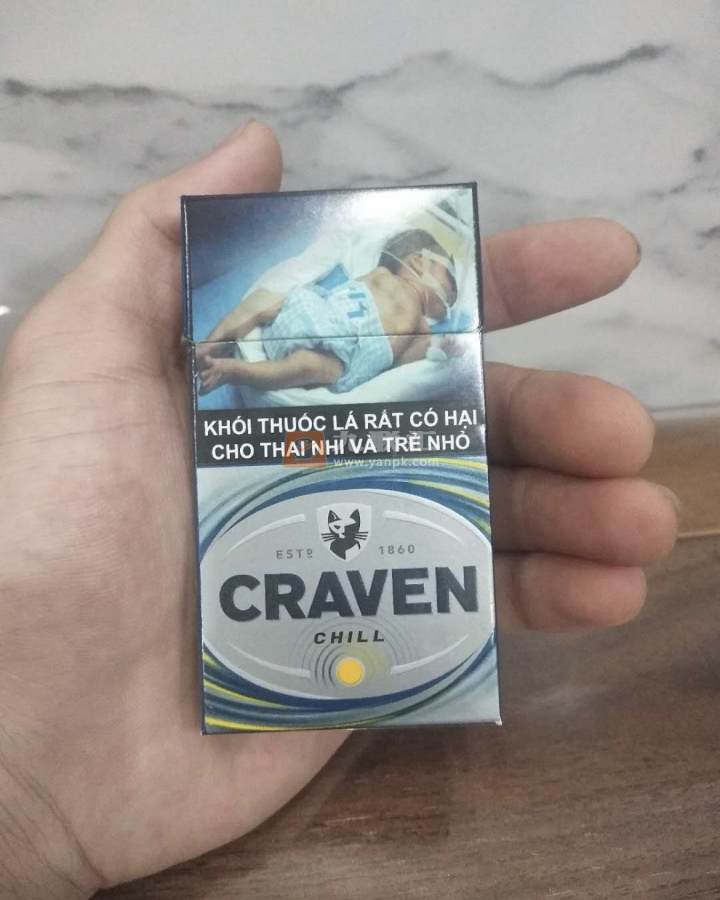 KHÓI THUỐC LÁ RẤT CÓ HẠI
CHO THAI NHI VÀ TRẺ NHỎ
www.yanpk.com
ESTD 1860
CRAVEN
CHILL